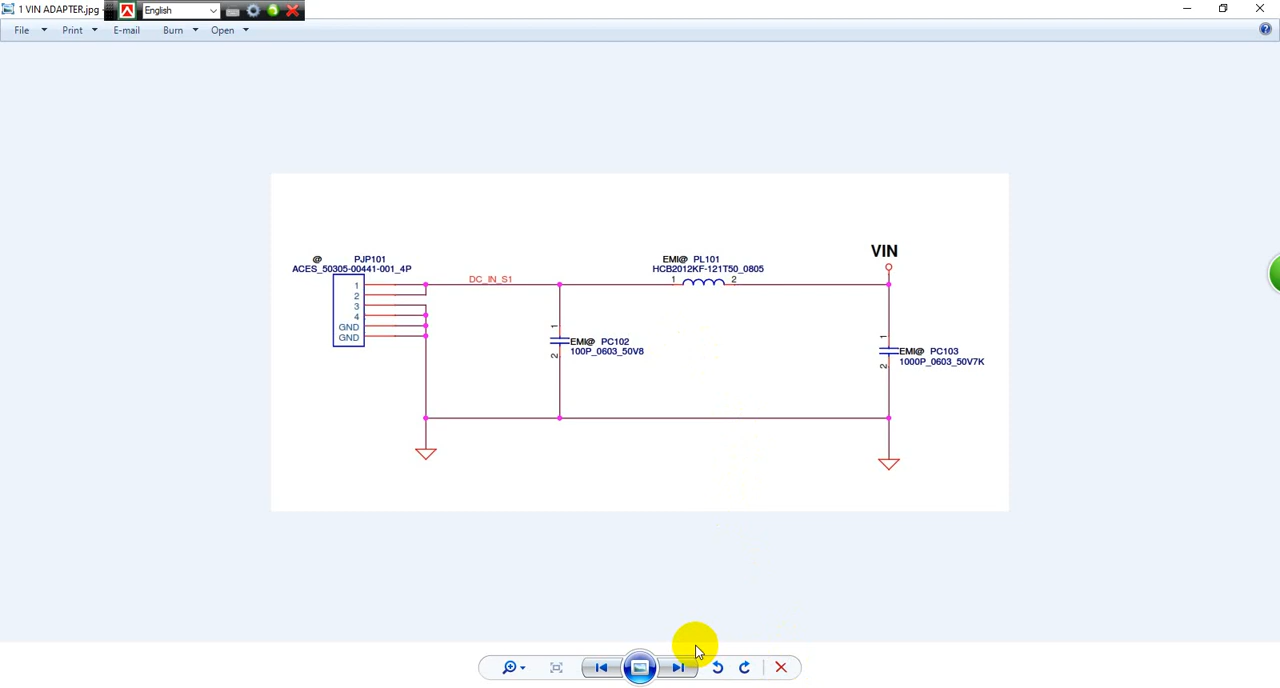 1 VIN ADAPTER.jpg -
English
File Print E-mail Burn Open
VIN
@ PJP101
ACES_50305-00441-001_4P
EMI@ PL101
HCB2012KF-121T50_0805
1 2
DC_IN_S1
1
2
3
4
GND
GND
1
EMI@ PC102
100P_0603_50V8
2
1
EMI@ PC103
1000P_0603_50V7K
2